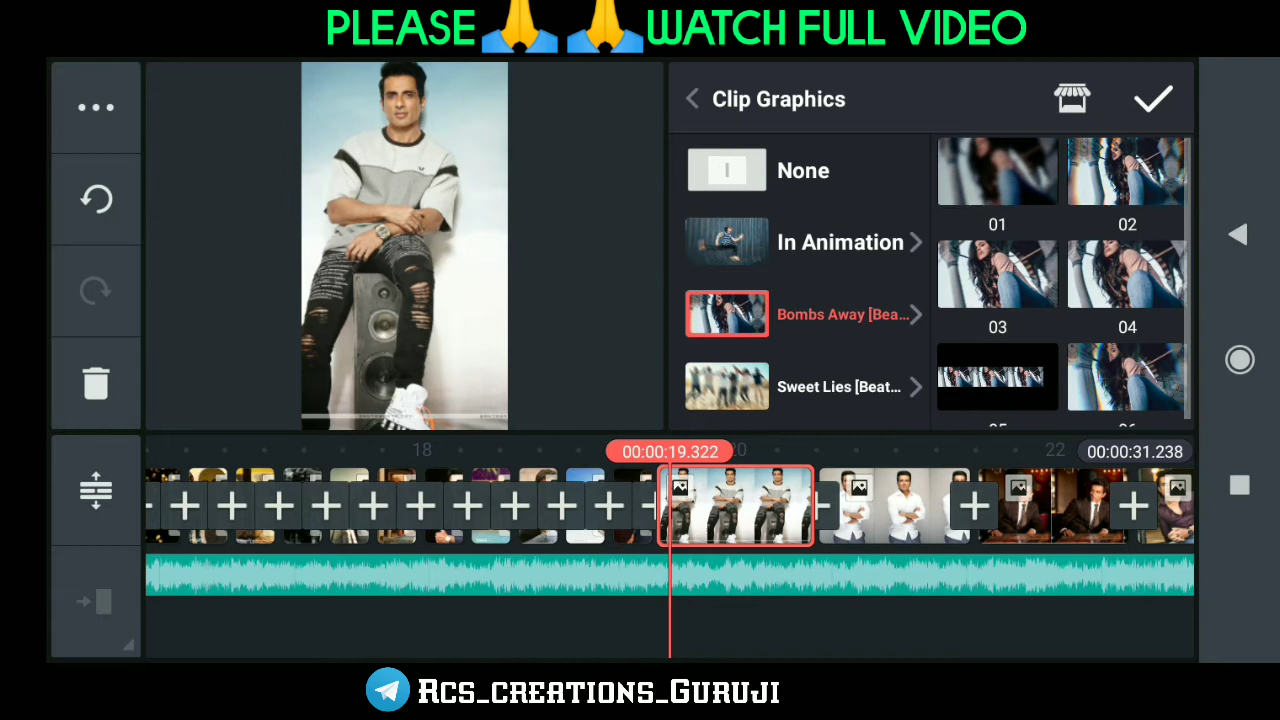 PLEASE 🙏 🙏 WATCH FULL VIDEO
Clip Graphics
None
In Animation
Bombs Away [Bea...
Sweet Lies [Beat...
01
02
03
04
18
00:00:19.322
20
22
00:00:31.238
Rcs_creations_Guruji